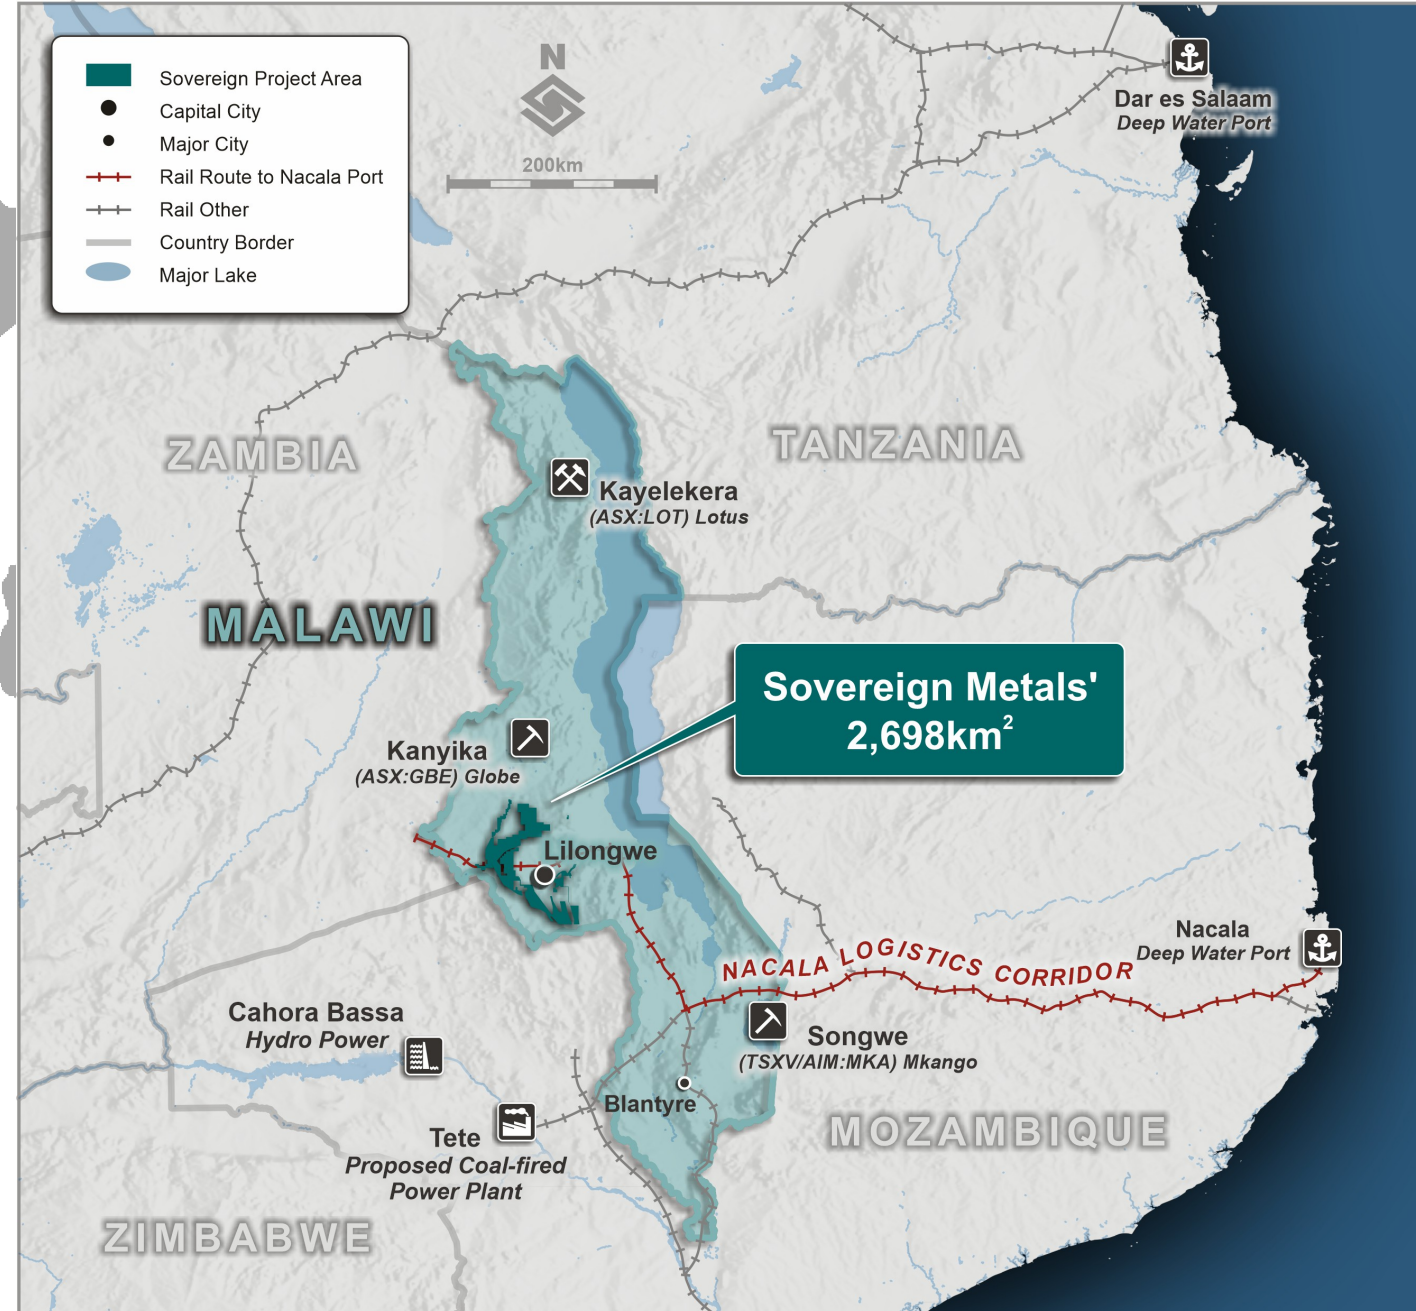 Sovereign Project Area
Capital City
Major City
Rail Route to Nacala Port
Rail Other
Country Border
Major Lake
N
200km
Dar es Salaam
Deep Water Port
ZAMBIA
TANZANIA
Kayelekera
(ASX:LOT) Lotus
MALAWI
Sovereign Metals'
2,698km²
Kanyika
(ASX:GBE) Globe
Lilongwe
NACALA LOGISTICS CORRIDOR
Nacala
Deep Water Port
Cahora Bassa
Hydro Power
Songwe
(TSXV/AIM:MKA) Mkango
Blantyre
MOZAMBIQUE
Tete
Proposed Coal-fired
Power Plant
ZIMBABWE